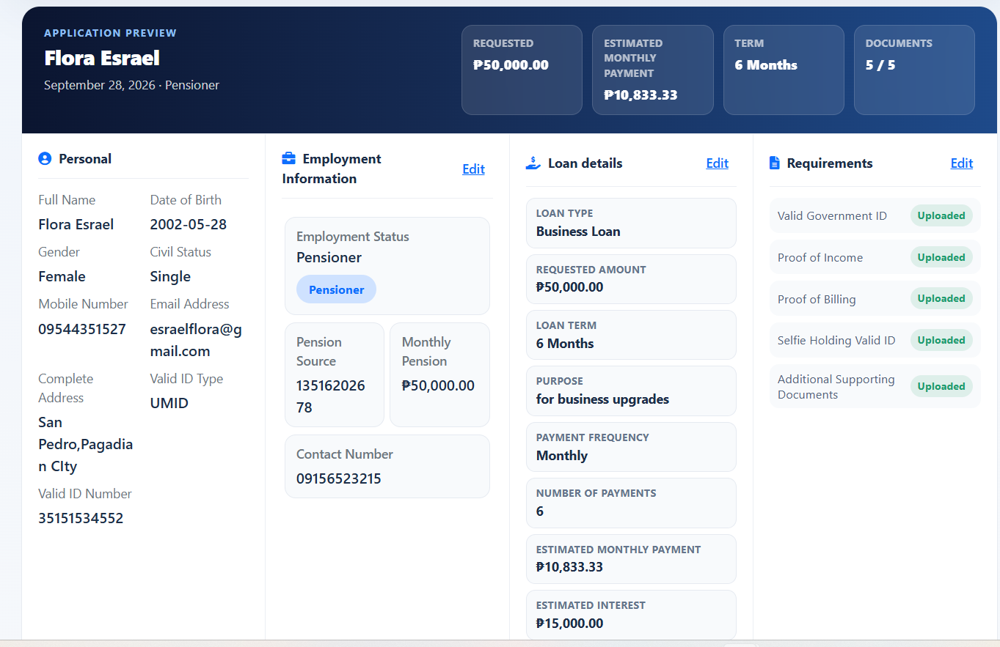 APPLICATION PREVIEW
Flora Esrael
September 28, 2026 · Pensioner
REQUESTED
₱50,000.00
ESTIMATED
MONTHLY
PAYMENT
₱10,833.33
TERM
6 Months
DOCUMENTS
5 / 5
Personal
Full Name
Flora Esrael
Date of Birth
2002-05-28
Gender
Female
Civil Status
Single
Mobile Number
09544351527
Email Address
esraelflora@g
mail.com
Complete
Address
San
Pedro,Pagadia
n CIty
Valid ID Type
UMID
Valid ID Number
35151534552
Employment
Information
Edit
Employment Status
Pensioner
Pensioner
Pension
Source
135162026
78
Monthly
Pension
₱50,000.00
Contact Number
09156523215
Loan details
Edit
LOAN TYPE
Business Loan
REQUESTED AMOUNT
₱50,000.00
LOAN TERM
6 Months
PURPOSE
for business upgrades
PAYMENT FREQUENCY
Monthly
NUMBER OF PAYMENTS
6
ESTIMATED MONTHLY PAYMENT
₱10,833.33
ESTIMATED INTEREST
₱15,000.00
Requirements
Edit
Valid Government ID
Uploaded
Proof of Income
Uploaded
Proof of Billing
Uploaded
Selfie Holding Valid ID
Uploaded
Additional Supporting
Documents
Uploaded